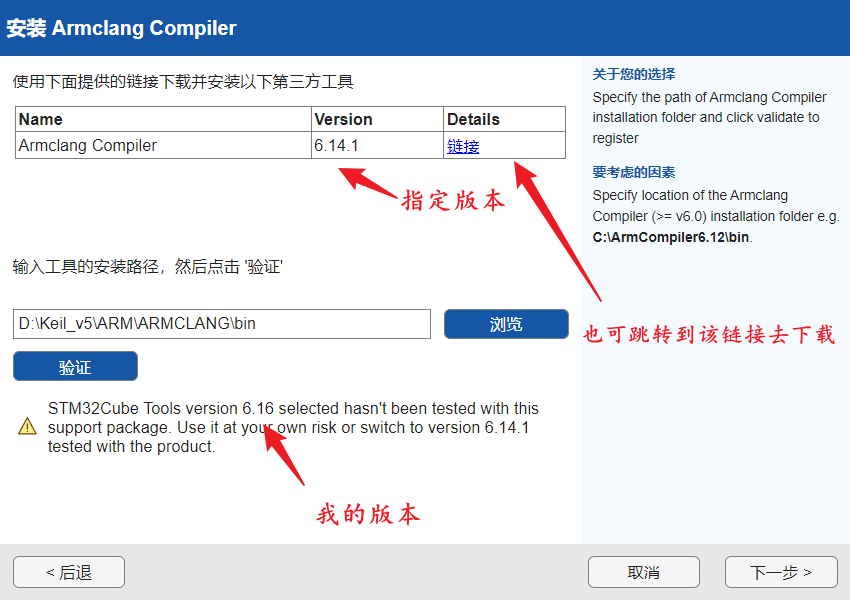 安装 Armclang Compiler
使用下面提供的链接下载并安装以下第三方工具
Name Version Details
Armclang Compiler 6.14.1 链接
指定版本
输入工具的安装路径，然后点击 '验证'
D:\Keil_v5\ARM\ARMCLANG\bin
浏览
也可跳转到该链接去下载
验证
STM32Cube Tools version 6.16 selected hasn't been tested with this
support package. Use it at your own risk or switch to version 6.14.1
tested with the product.
我的版本
关于您的选择
Specify the path of Armclang Compiler
installation folder and click validate to
register
要考虑的因素
Specify location of the Armclang
Compiler (>= v6.0) installation folder e.g.
C:\ArmCompiler6.12\bin.
< 后退
取消
下一步 >